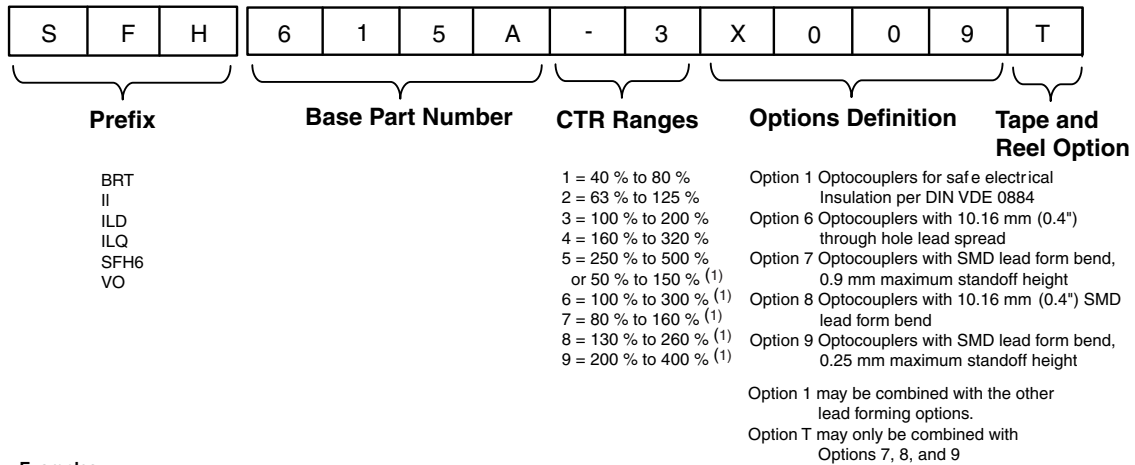 S F H 6 1 5 A - 3 X 0 0 9 T
Prefix
Base Part Number
CTR Ranges
Options Definition
Tape and
Reel Option
BRT
Il
ILD
ILQ
SFH6
VO
1 = 40 % to 80 %
2 = 63 % to 125 %
3 = 100 % to 200 %
4 = 160 % to 320 %
5 = 250 % to 500 %
or 50 % to 150 % (1)
6 = 100 % to 300 % (1)
7 = 80 % to 160 % (1)
8 = 130 % to 260 % (1)
9 = 200 % to 400 % (1)
Option 1 Optocouplers for safe electrical
Insulation per DIN VDE 0884
Option 6 Optocouplers with 10.16 mm (0.4")
through hole lead spread
Option 7 Optocouplers with SMD lead form bend,
0.9 mm maximum standoff height
Option 8 Optocouplers with 10.16 mm (0.4") SMD
lead form bend
Option 9 Optocouplers with SMD lead form bend,
0.25 mm maximum standoff height
Option 1 may be combined with the other
lead forming options.
Option T may only be combined with
Options 7, 8, and 9